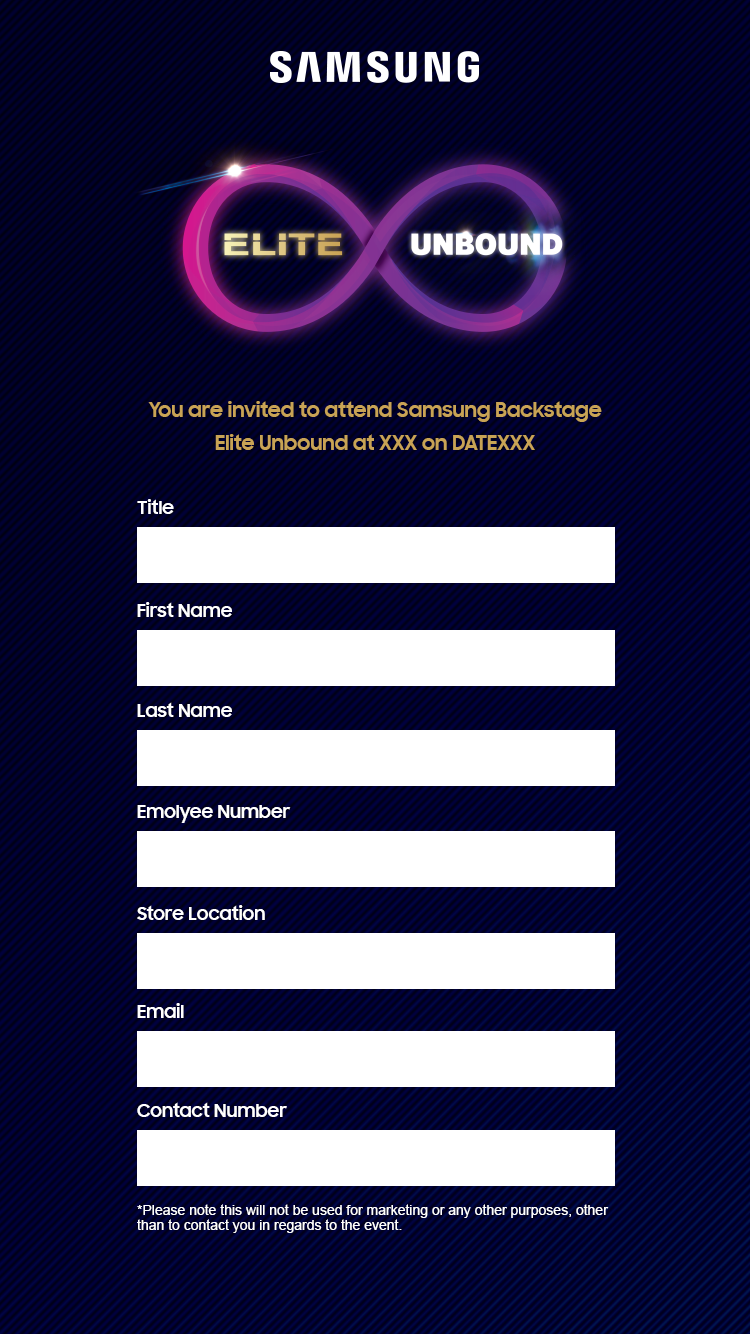 SAMSUNG
ELITE UNBOUND
You are invited to attend Samsung Backstage
Elite Unbound at XXX on DATEXXX
Title
First Name
Last Name
Emolyee Number
Store Location
Email
Contact Number
*Please note this will not be used for marketing or any other purposes, other
than to contact you in regards to the event.